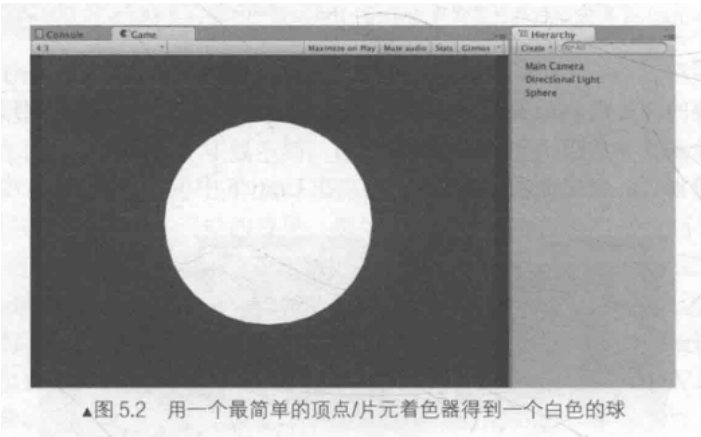 Console Game
4:3 Maximize on Play Mute audio Stats Gizmos
Hierarchy
Create
Main Camera
Directional Light
Sphere
▲图 5.2 用一个最简单的顶点/片元着色器得到一个白色的球